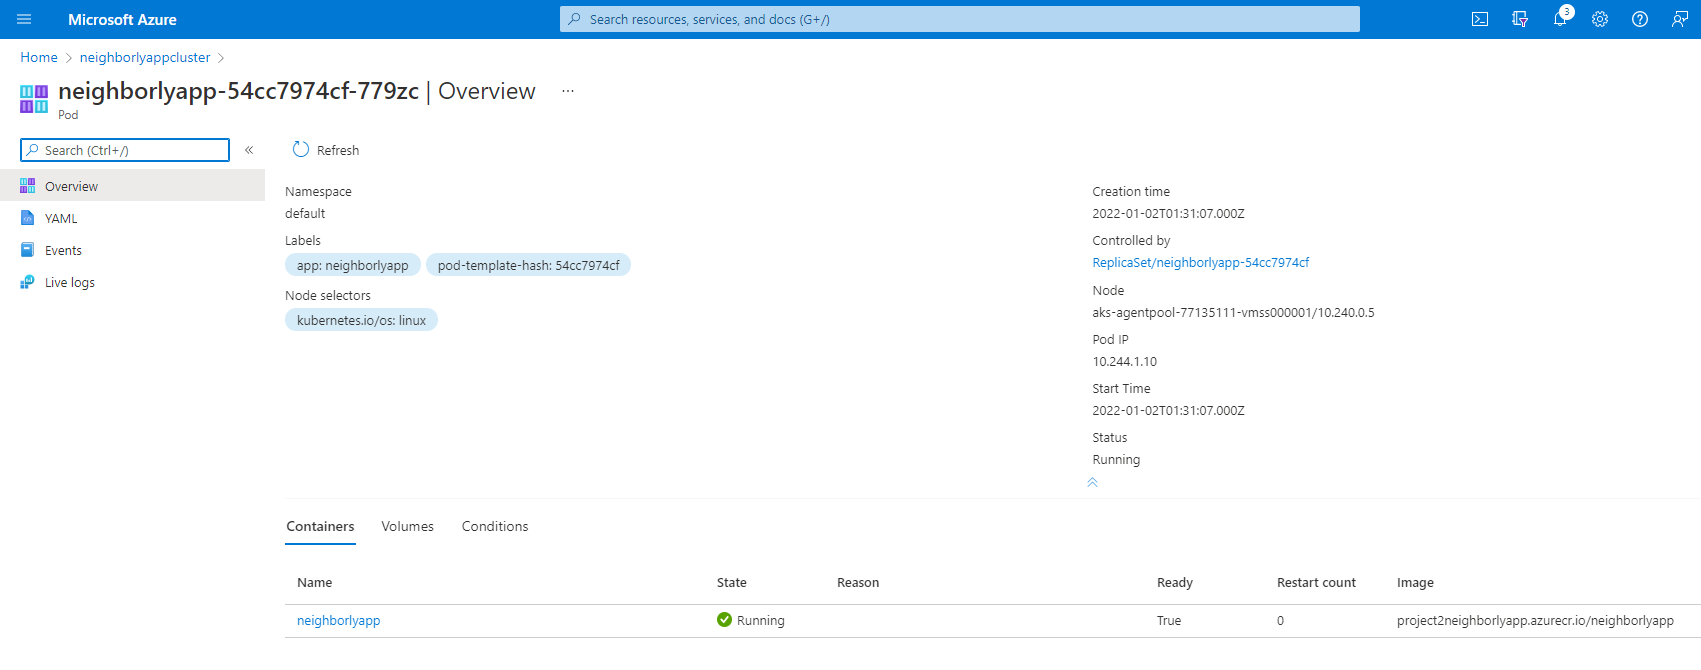 Microsoft Azure
Search resources, services, and docs (G+/)
3
Home > neighborlyappcluster >
neighborlyapp-54cc7974cf-779zc | Overview ...
Pod
Search (Ctrl+/)
«
Refresh
Overview
YAML
Events
Live logs
Namespace
default
Labels
app: neighborlyapp pod-template-hash: 54cc7974cf
Node selectors
kubernetes.io/os: linux
Creation time
2022-01-02T01:31:07.000Z
Controlled by
ReplicaSet/neighborlyapp-54cc7974cf
Node
aks-agentpool-77135111-vmss000001/10.240.0.5
Pod IP
10.244.1.10
Start Time
2022-01-02T01:31:07.000Z
Status
Running
Containers Volumes Conditions
Name State Reason Ready Restart count Image
neighborlyapp Running True 0 project2neighborlyapp.azurecr.io/neighborlyapp